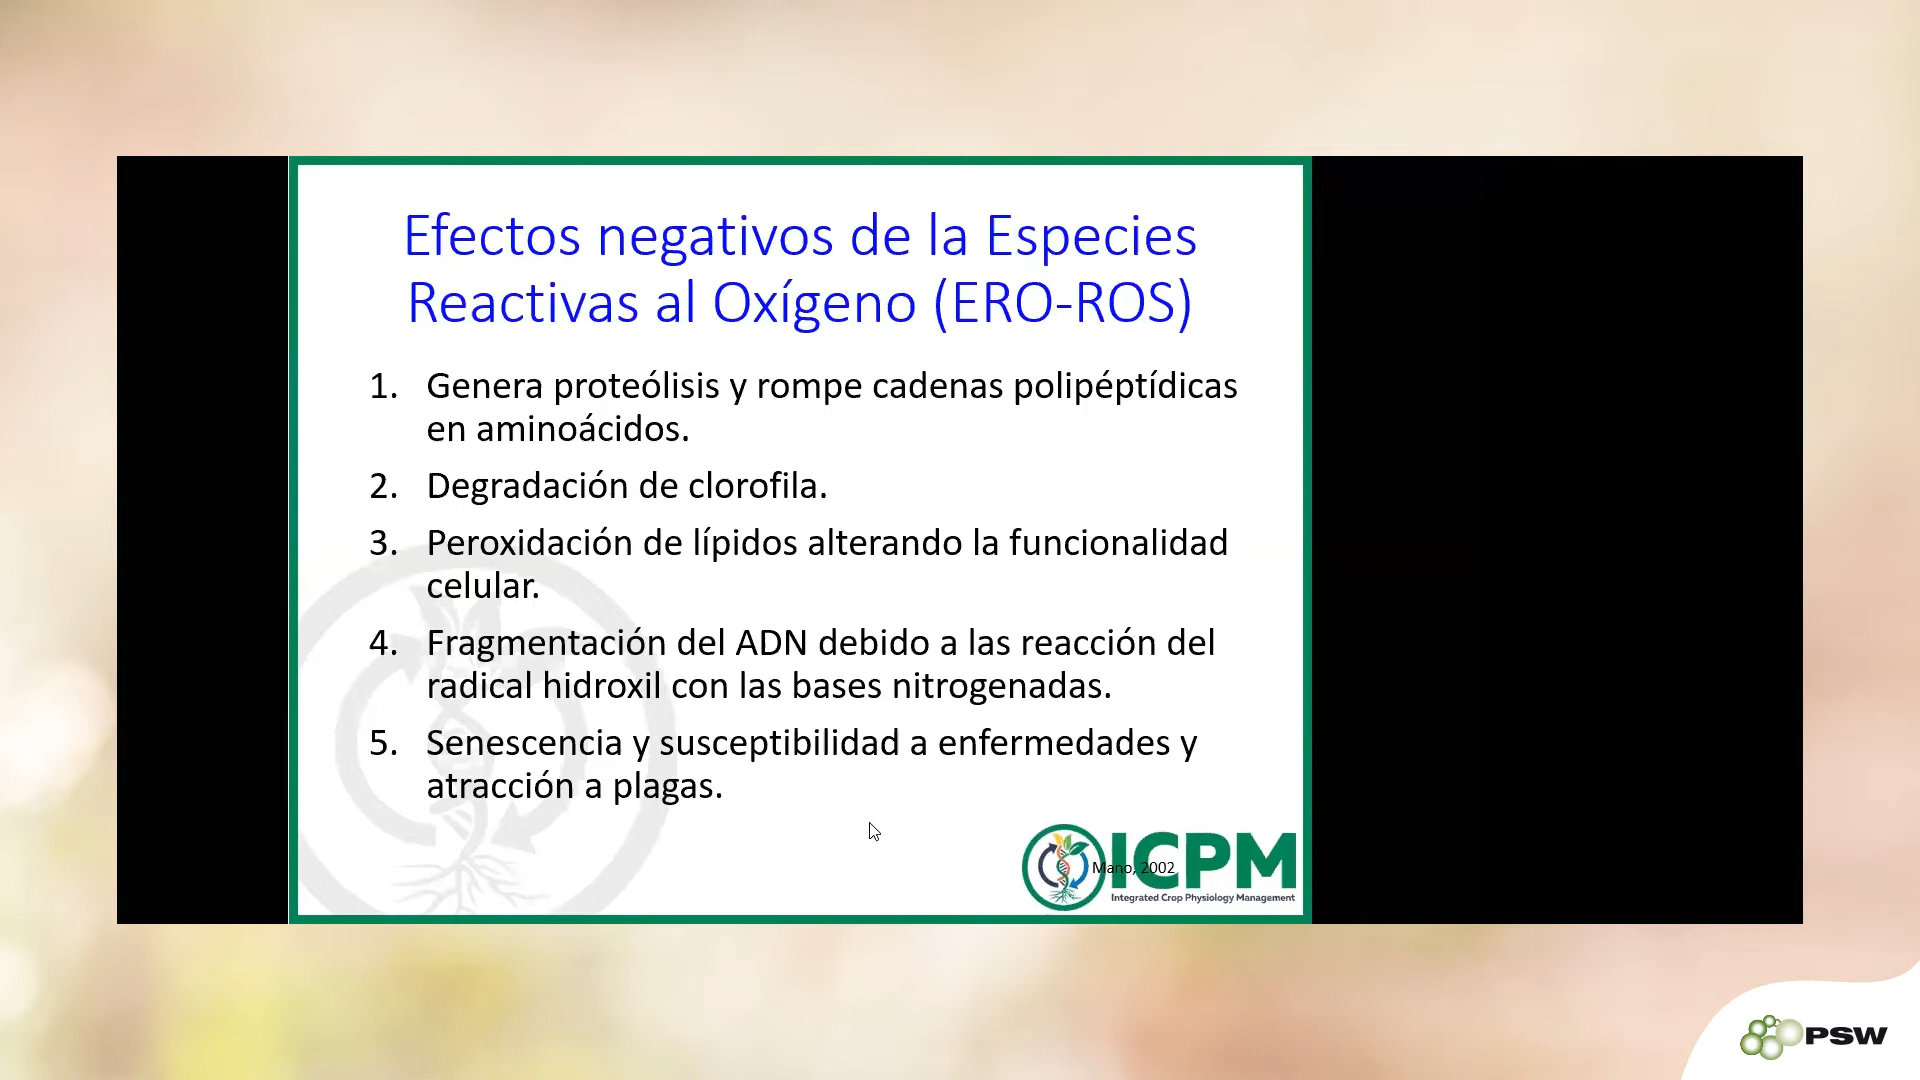 Efectos negativos de la Especies
Reactivas al Oxígeno (ERO-ROS)
1. Genera proteólisis y rompe cadenas polipéptídicas
en aminoácidos.
2. Degradación de clorofila.
3. Peroxidación de lípidos alterando la funcionalidad
celular.
4. Fragmentación del ADN debido a las reacción del
radical hidroxil con las bases nitrogenadas.
5. Senescencia y susceptibilidad a enfermedades y
atracción a plagas.
Mano, 2002
ICPM
Integrated Crop Physiology Management
PSW